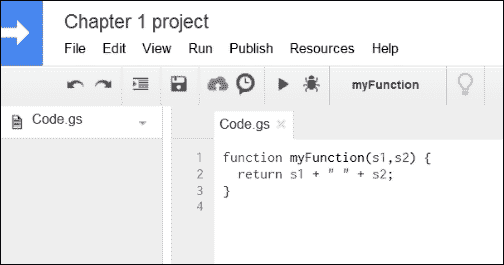 Chapter 1 project
File Edit View Run Publish Resources Help
myFunction
Code.gs
Code.gs ×
1 function myFunction(s1,s2) {
2 return s1 + " " + s2;
3 }
4